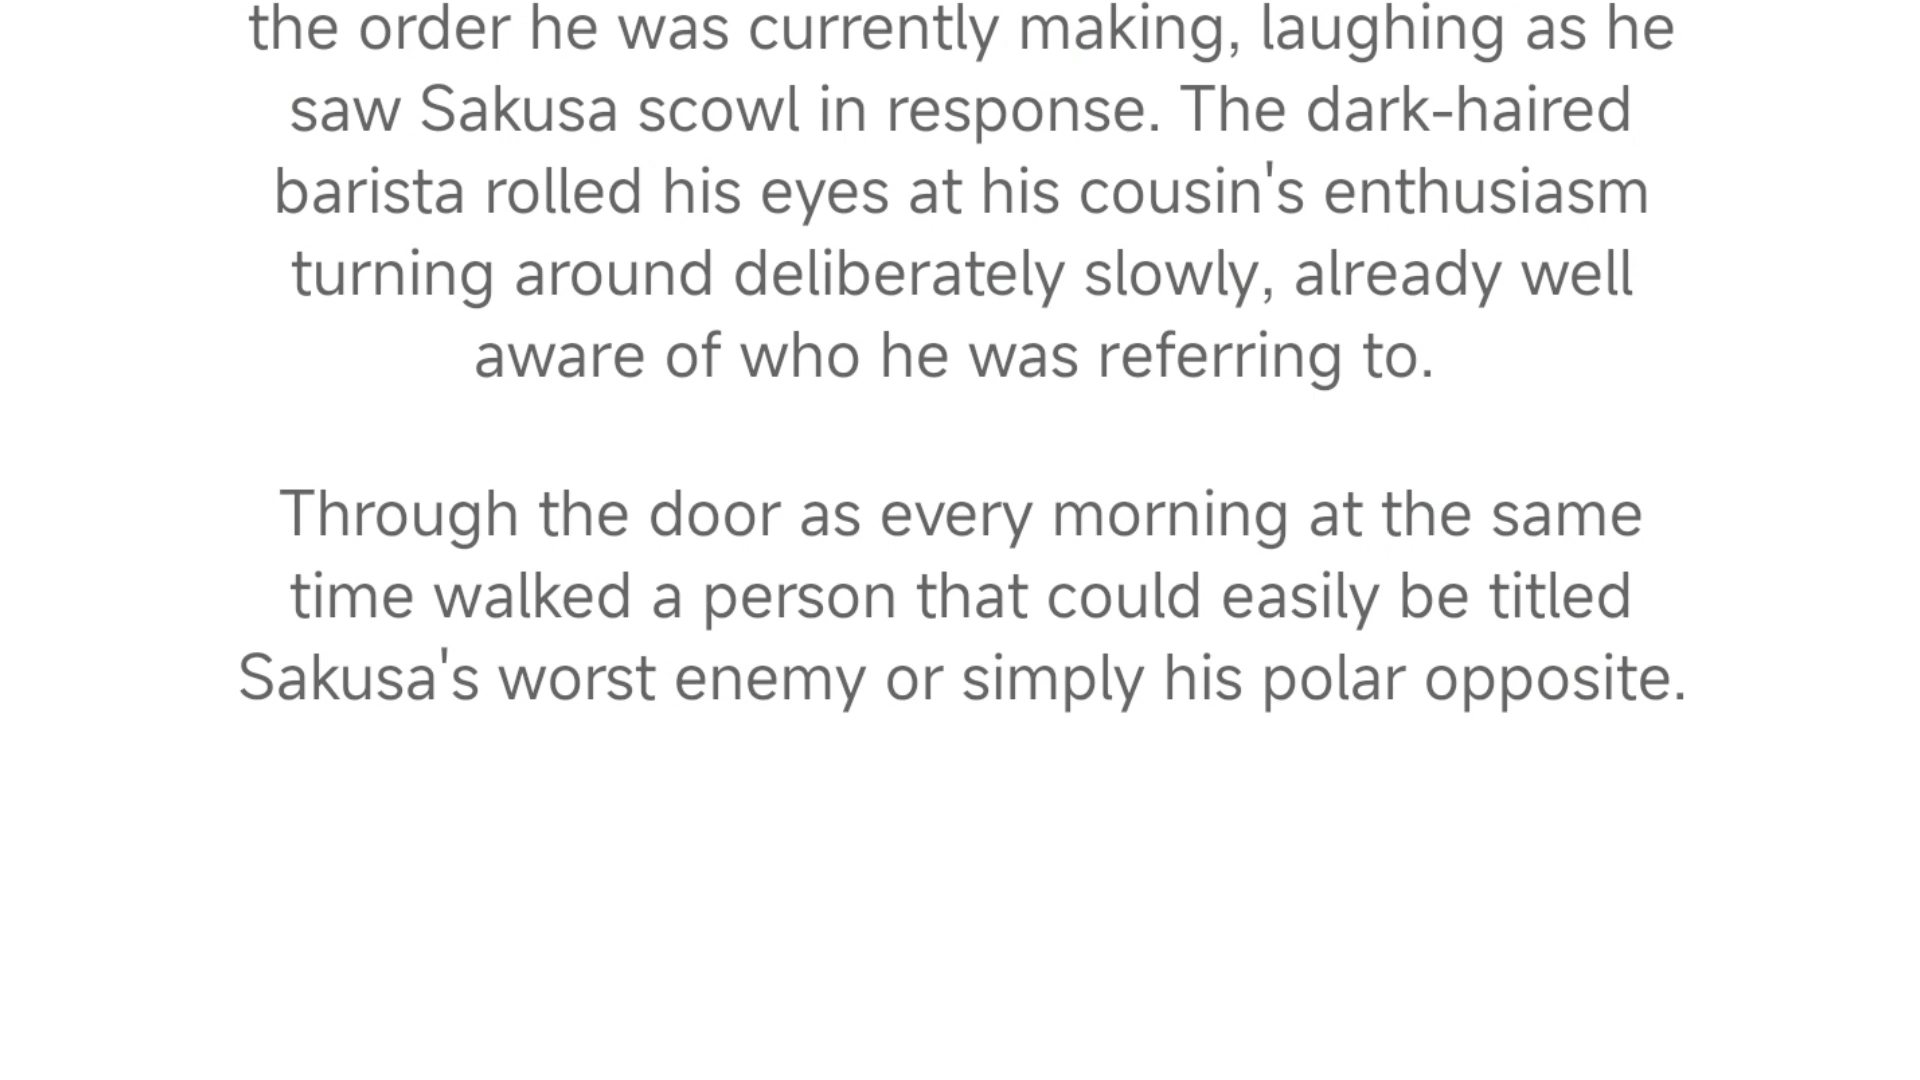 the order he was currently making, laughing as he
saw Sakusa scowl in response. The dark-haired
barista rolled his eyes at his cousin's enthusiasm
turning around deliberately slowly, already well
aware of who he was referring to.
Through the door as every morning at the same
time walked a person that could easily be titled
Sakusa's worst enemy or simply his polar opposite.